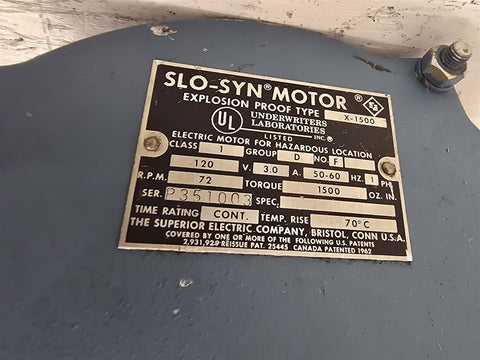 SLO-SYN® MOTOR ®
EXPLOSION PROOF TYPE X-1500
UL UNDERWRITERS
LABORATORIES
LISTED INC.®
ELECTRIC MOTOR FOR HAZARDOUS LOCATION
CLASS 1 GROUP D NO. F
120 V. 3.0 A. 50-60 HZ. 1 PH
R.P.M. 72 TORQUE 1500 OZ. IN.
SER. P351003 SPEC.
TIME RATING CONT. TEMP. RISE 70°C
THE SUPERIOR ELECTRIC COMPANY, BRISTOL, CONN U.S.A.
COVERED BY ONE OR MORE OF THE FOLLOWING U.S. PATENTS
2,931,929 REISSUE PAT. 25445 CANADA PATENTED 1962